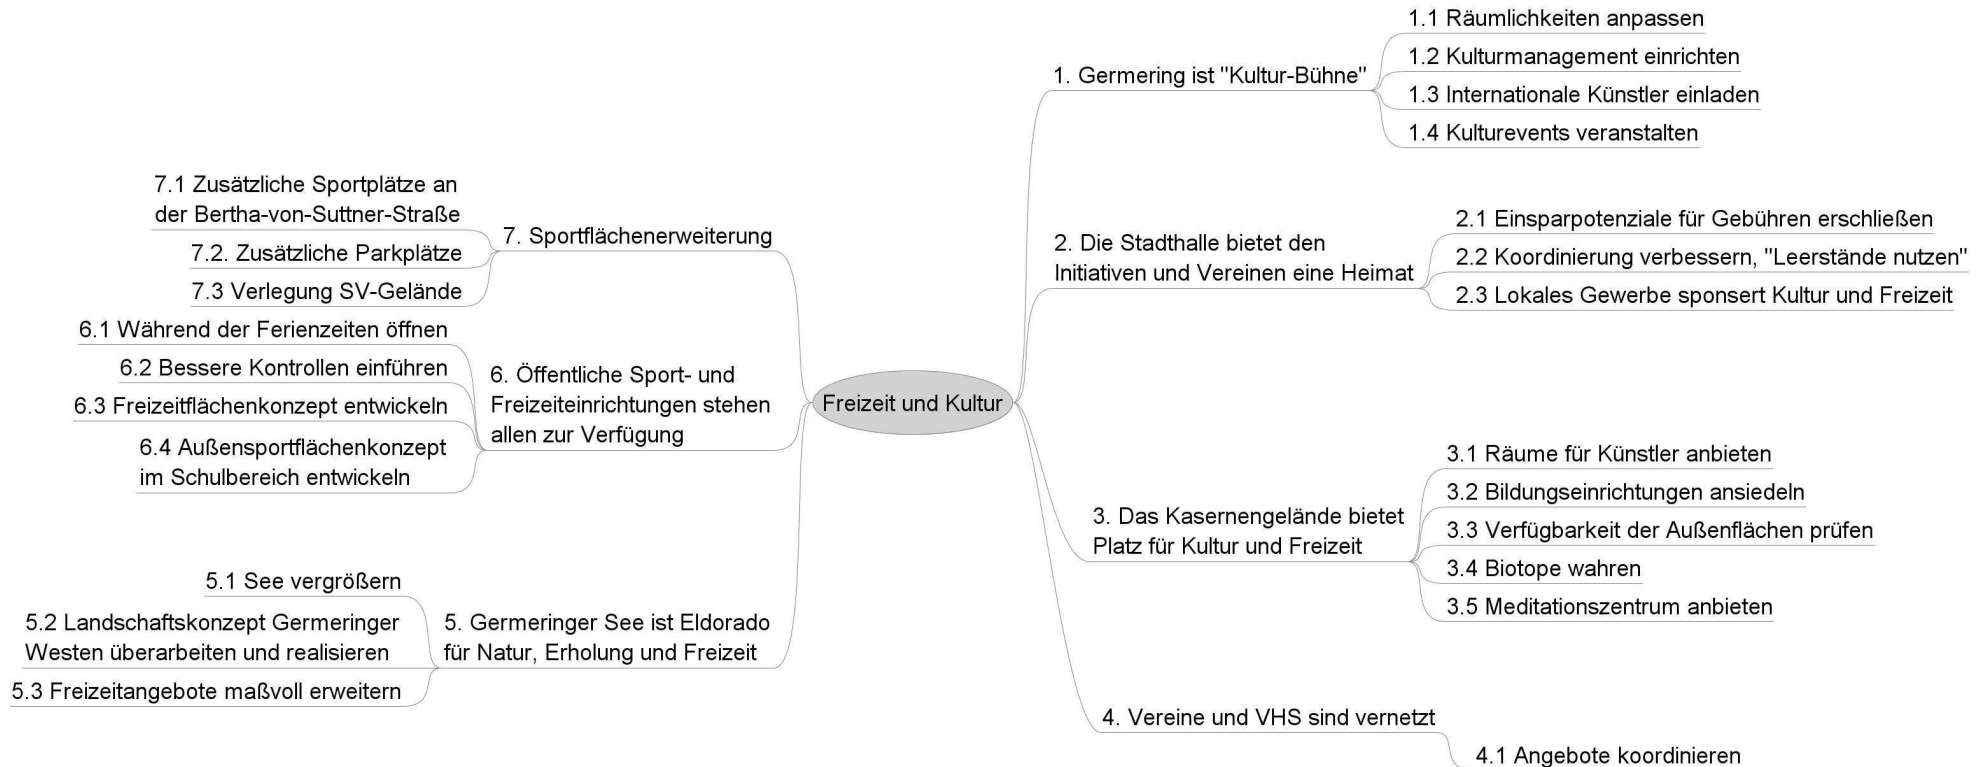 Freizeit und Kultur
1. Germering ist "Kultur-Bühne"
1.1 Räumlichkeiten anpassen
1.2 Kulturmanagement einrichten
1.3 Internationale Künstler einladen
1.4 Kulturevents veranstalten
2. Die Stadthalle bietet den
Initiativen und Vereinen eine Heimat
2.1 Einsparpotenziale für Gebühren erschließen
2.2 Koordinierung verbessern, "Leerstände nutzen"
2.3 Lokales Gewerbe sponsert Kultur und Freizeit
3. Das Kasernengelände bietet
Platz für Kultur und Freizeit
3.1 Räume für Künstler anbieten
3.2 Bildungseinrichtungen ansiedeln
3.3 Verfügbarkeit der Außenflächen prüfen
3.4 Biotope wahren
3.5 Meditationszentrum anbieten
4. Vereine und VHS sind vernetzt
4.1 Angebote koordinieren
5. Germeringer See ist Eldorado
für Natur, Erholung und Freizeit
5.1 See vergrößern
5.2 Landschaftskonzept Germeringer
Westen überarbeiten und realisieren
5.3 Freizeitangebote maßvoll erweitern
6. Öffentliche Sport- und
Freizeiteinrichtungen stehen
allen zur Verfügung
6.1 Während der Ferienzeiten öffnen
6.2 Bessere Kontrollen einführen
6.3 Freizeitflächenkonzept entwickeln
6.4 Außensportflächenkonzept
im Schulbereich entwickeln
7. Sportflächenerweiterung
7.1 Zusätzliche Sportplätze an
der Bertha-von-Suttner-Straße
7.2. Zusätzliche Parkplätze
7.3 Verlegung SV-Gelände